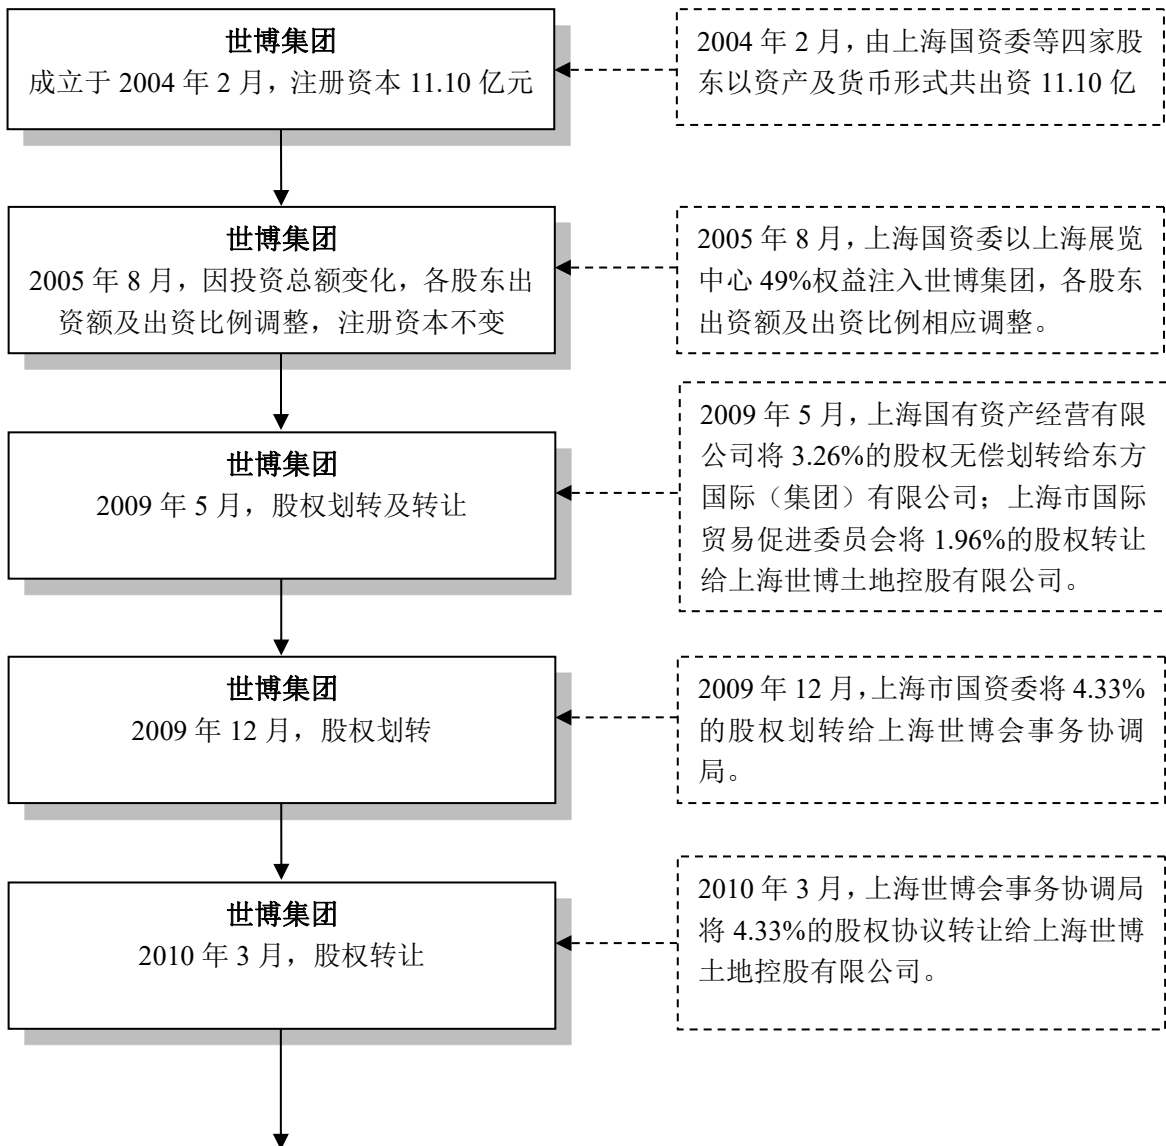 世博集团
成立于 2004 年 2 月，注册资本 11.10 亿元
2004 年 2 月，由上海国资委等四家股
东以资产及货币形式共出资 11.10 亿
世博集团
2005 年 8 月，因投资总额变化，各股东出
资额及出资比例调整，注册资本不变
2005 年 8 月，上海国资委以上海展览
中心 49%权益注入世博集团，各股东
出资额及出资比例相应调整。
世博集团
2009 年 5 月，股权划转及转让
2009 年 5 月，上海国有资产经营有限
公司将 3.26%的股权无偿划转给东方
国际（集团）有限公司；上海市国际
贸易促进委员会将 1.96%的股权转让
给上海世博土地控股有限公司。
世博集团
2009 年 12 月，股权划转
2009 年 12 月，上海市国资委将 4.33%
的股权划转给上海世博会事务协调
局。
世博集团
2010 年 3 月，股权转让
2010 年 3 月，上海世博会事务协调局
将 4.33%的股权协议转让给上海世博
土地控股有限公司。